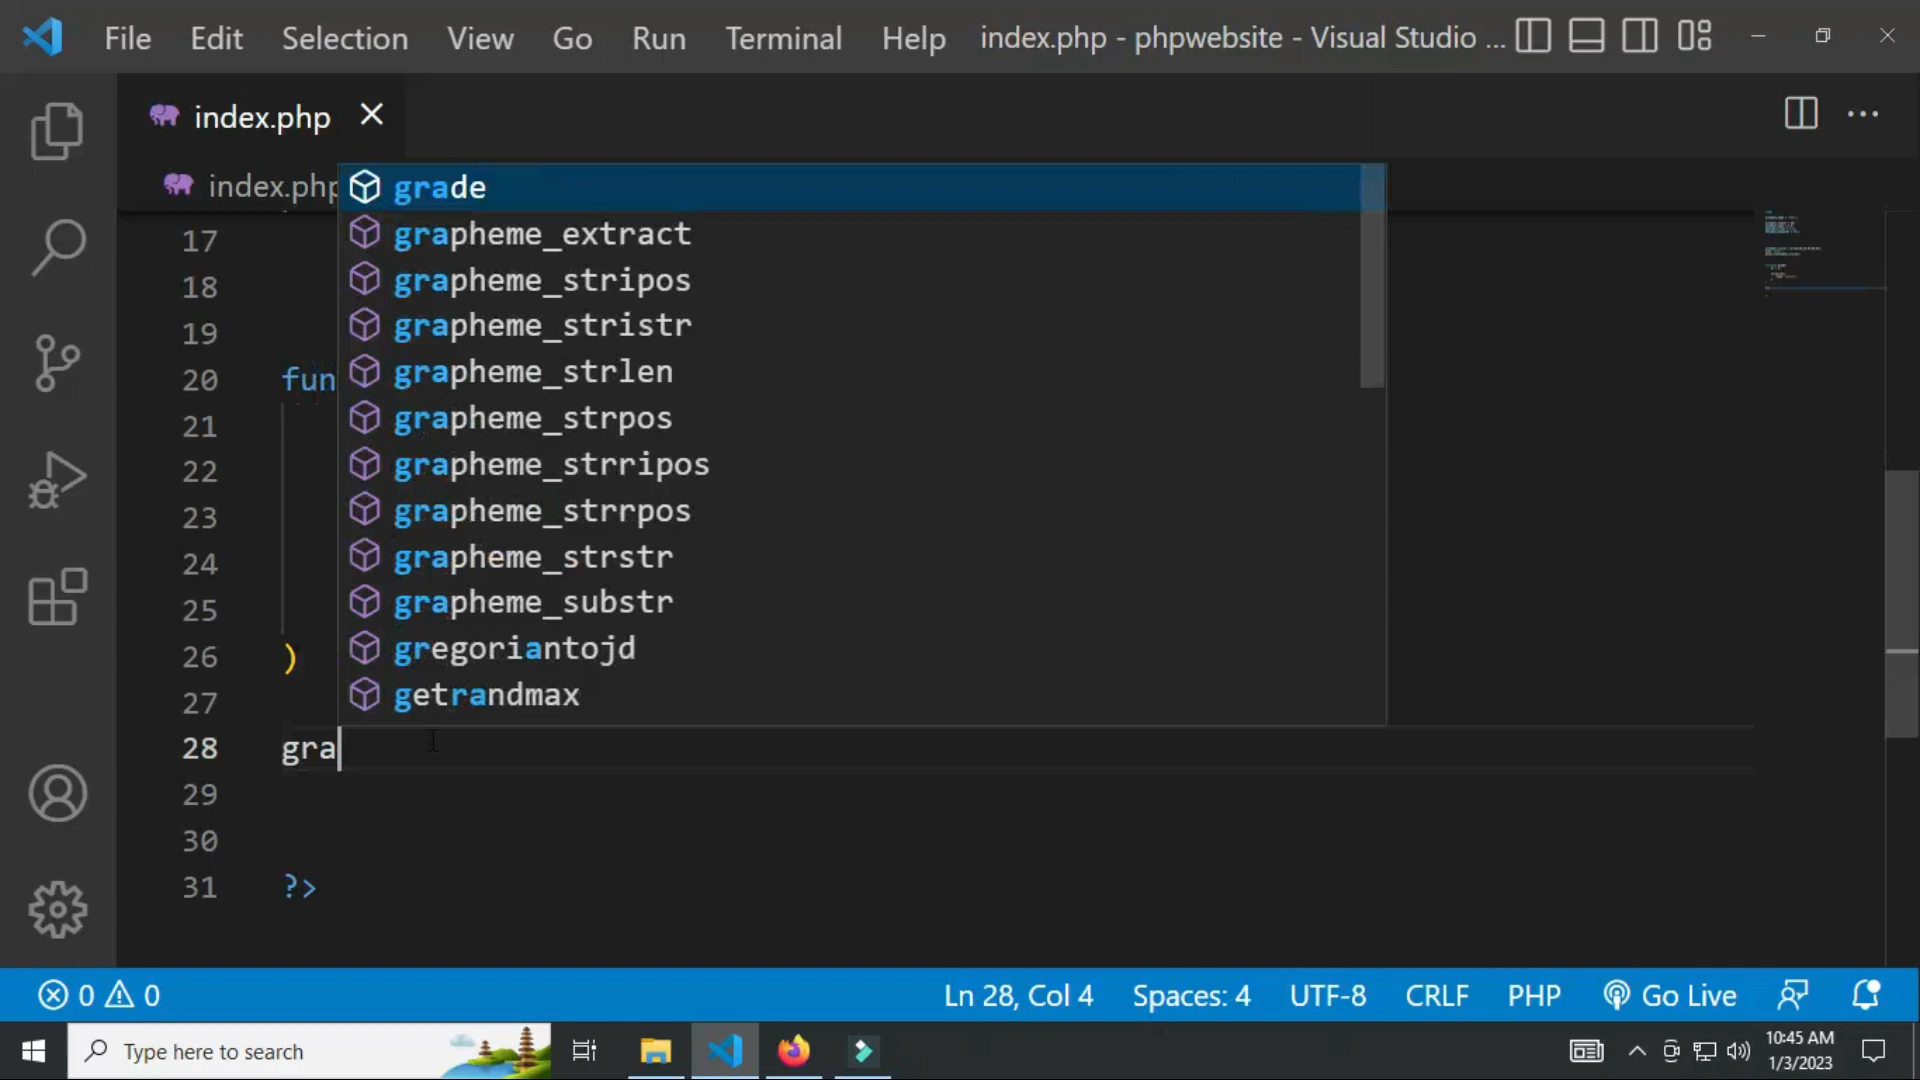 File Edit Selection View Go Run Terminal Help index.php - phpwebsite - Visual Studio ...
index.php
index.php
grade
grapheme_extract
grapheme_stripos
grapheme_stristr
grapheme_strlen
grapheme_strpos
grapheme_strripos
grapheme_strrpos
grapheme_strstr
grapheme_substr
gregoriantojd
getrandmax
17
18
19
20 fun
21
22
23
24
25
26 )
27
28 gra
29
30
31 ?>
0 0 Ln 28, Col 4 Spaces: 4 UTF-8 CRLF PHP Go Live
Type here to search
10:45 AM
1/3/2023